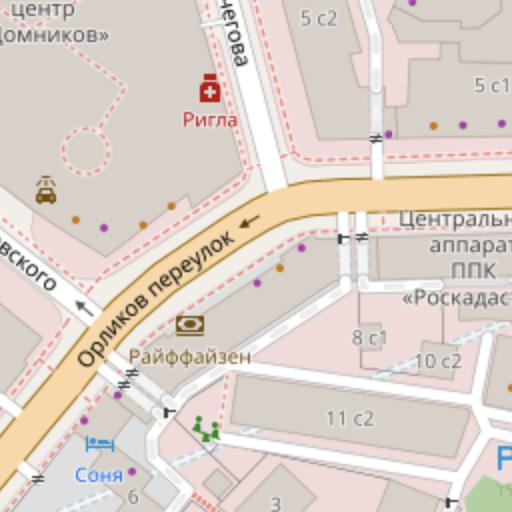 центр
Домников»
чегова
5 с2
5 с1
Ригла
Центральн
аппарат
ППК
«Роскадаст
овского
Орликов переулок
Райффайзен
8 с1
10 с2
11 с2
Соня
6
3
P